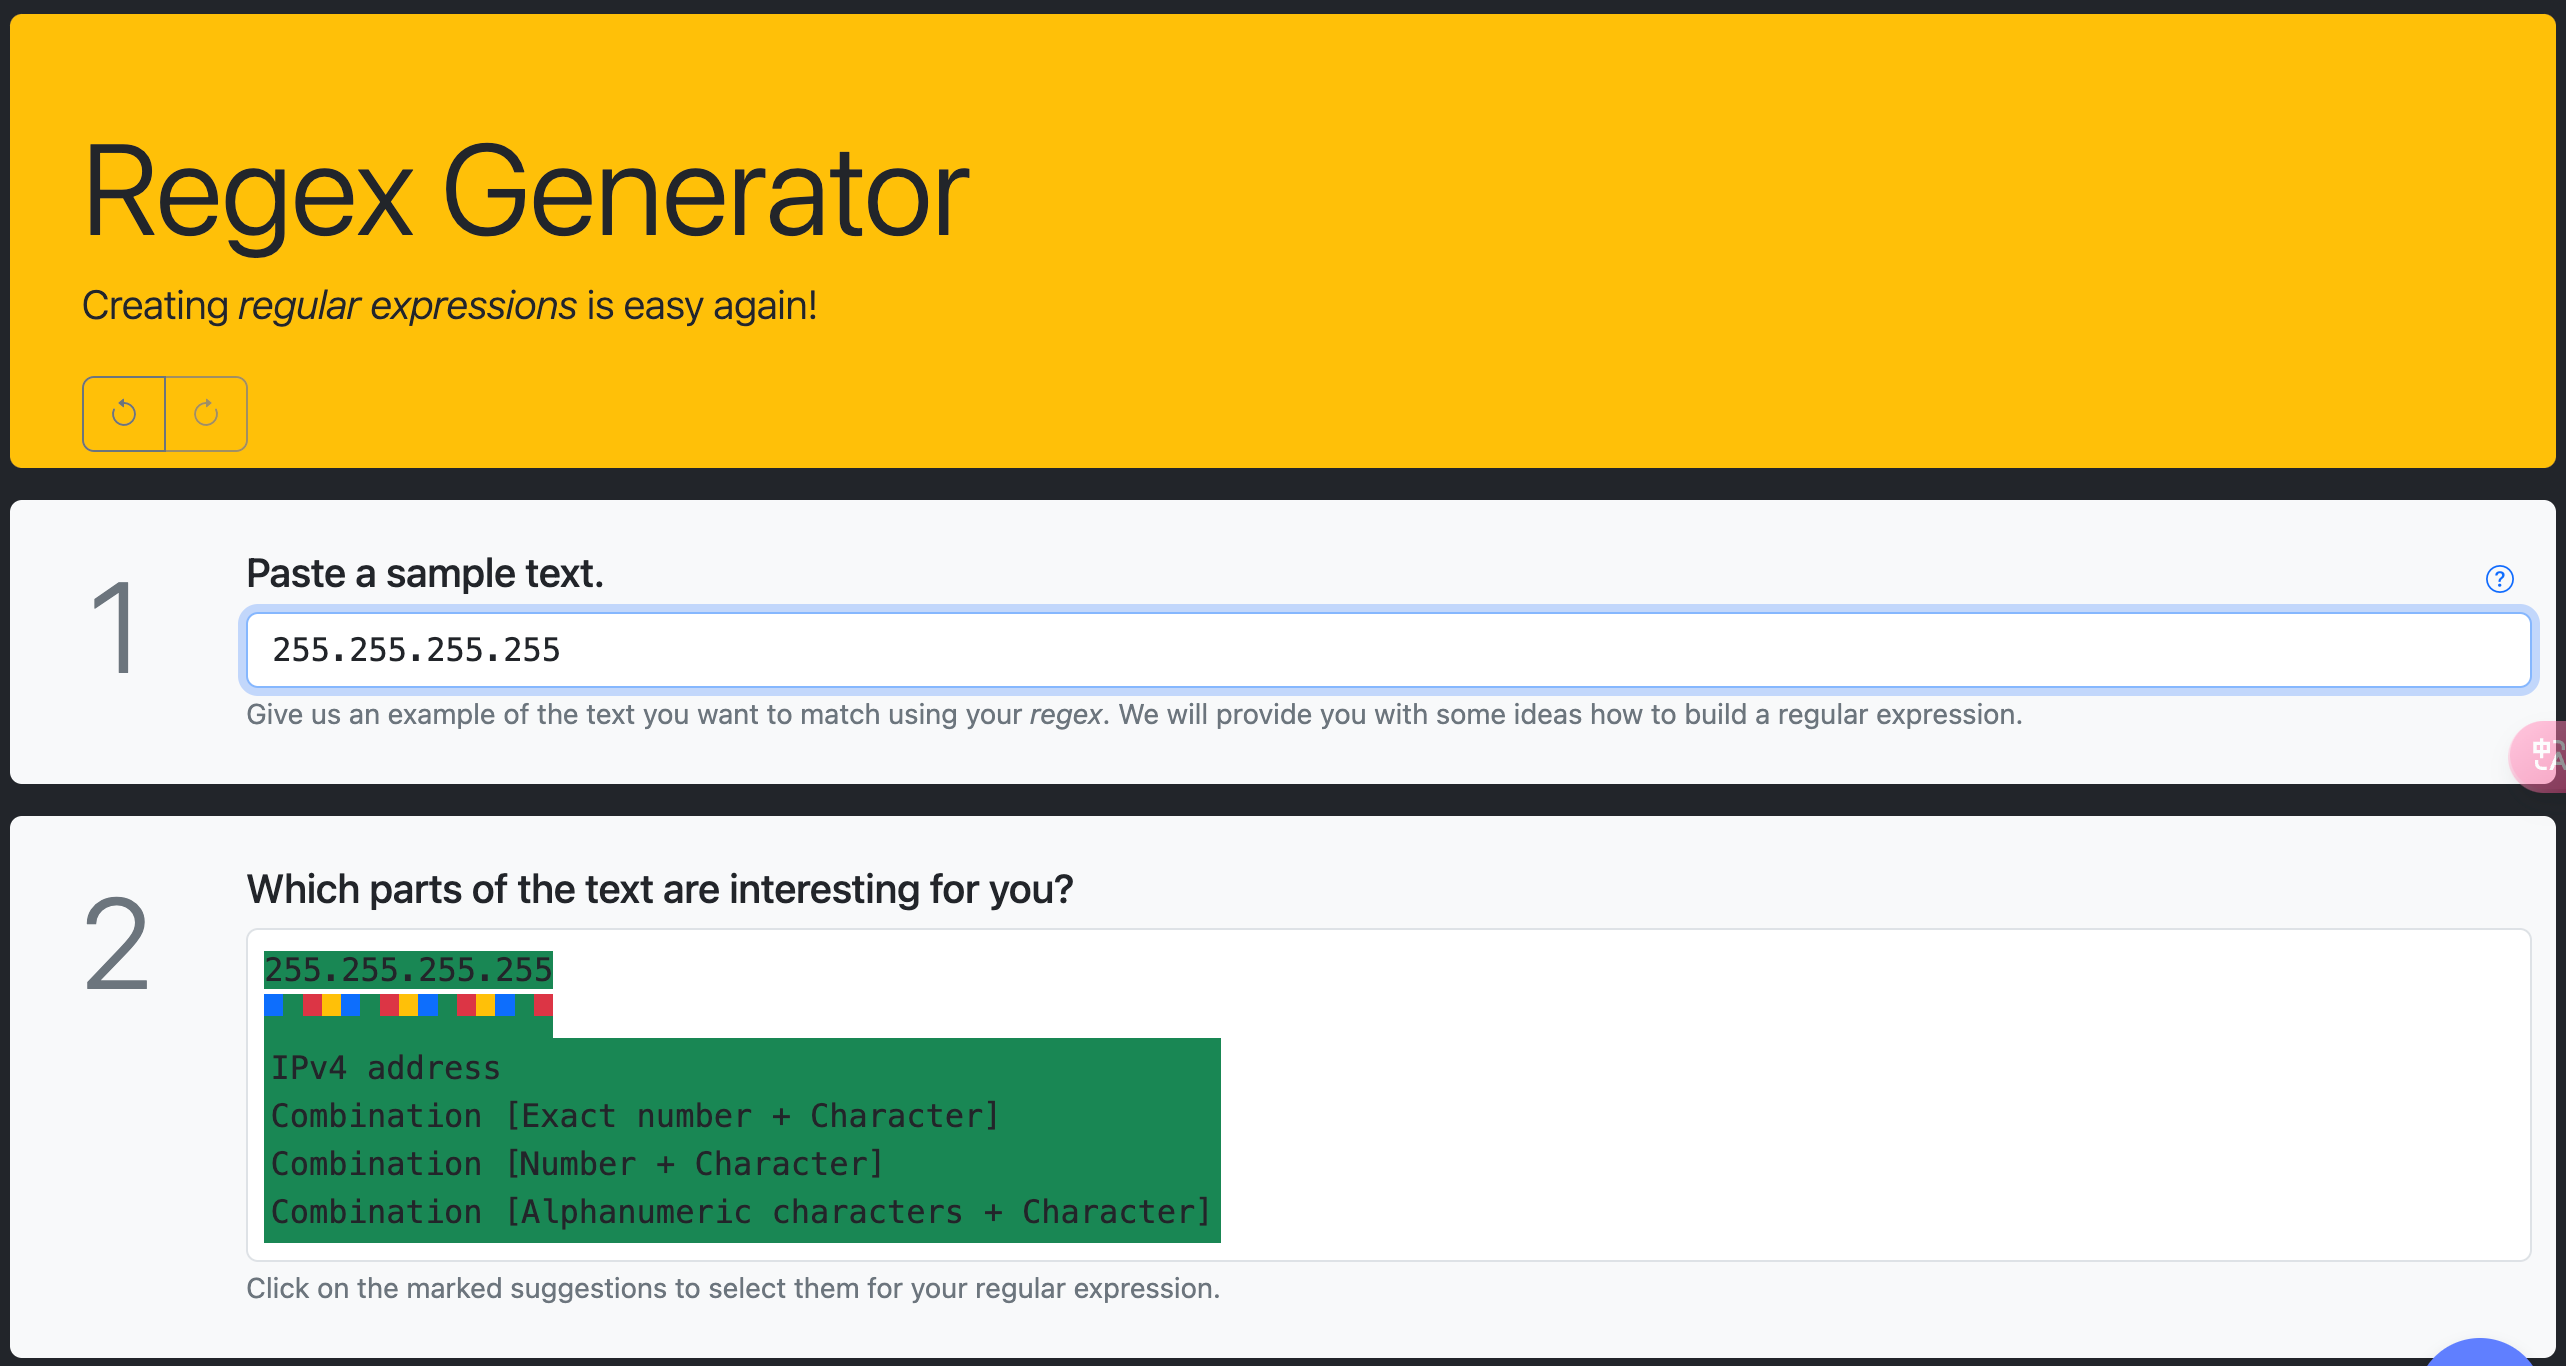 Regex Generator
Creating regular expressions is easy again!
1
Paste a sample text.
?
255.255.255.255
Give us an example of the text you want to match using your regex. We will provide you with some ideas how to build a regular expression.
中A
2
Which parts of the text are interesting for you?
255.255.255.255
IPv4 address
Combination [Exact number + Character]
Combination [Number + Character]
Combination [Alphanumeric characters + Character]
Click on the marked suggestions to select them for your regular expression.